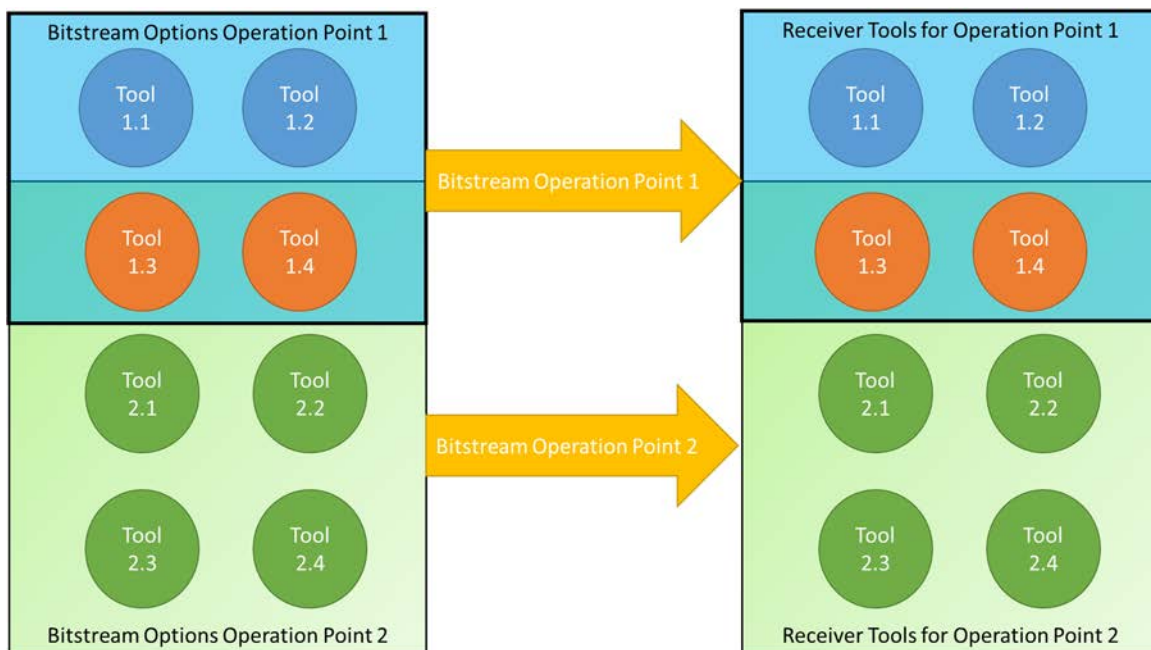 Bitstream Options Operation Point 1
Tool
1.1
Tool
1.2
Tool
1.3
Tool
1.4
Tool
2.1
Tool
2.2
Tool
2.3
Tool
2.4
Bitstream Options Operation Point 2
Bitstream Operation Point 1
Bitstream Operation Point 2
Receiver Tools for Operation Point 1
Tool
1.1
Tool
1.2
Tool
1.3
Tool
1.4
Tool
2.1
Tool
2.2
Tool
2.3
Tool
2.4
Receiver Tools for Operation Point 2